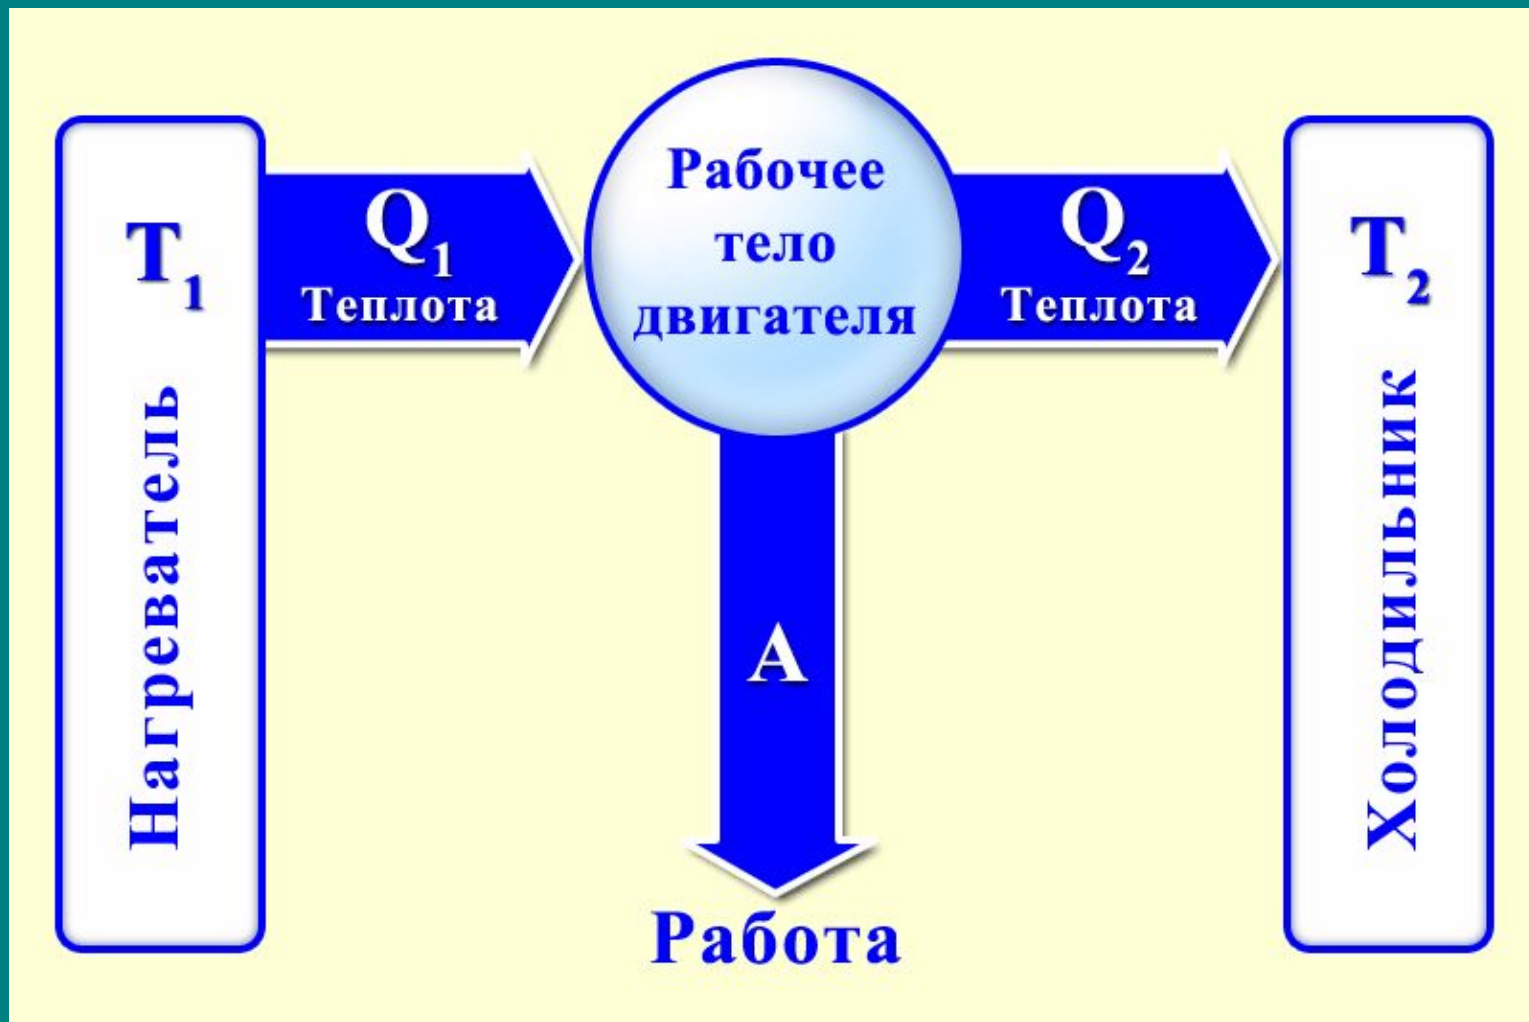 T₁
Нагреватель
Q₁
Теплота
Рабочее
тело
двигателя
Q₂
Теплота
T₂
Холодильник
А
Работа